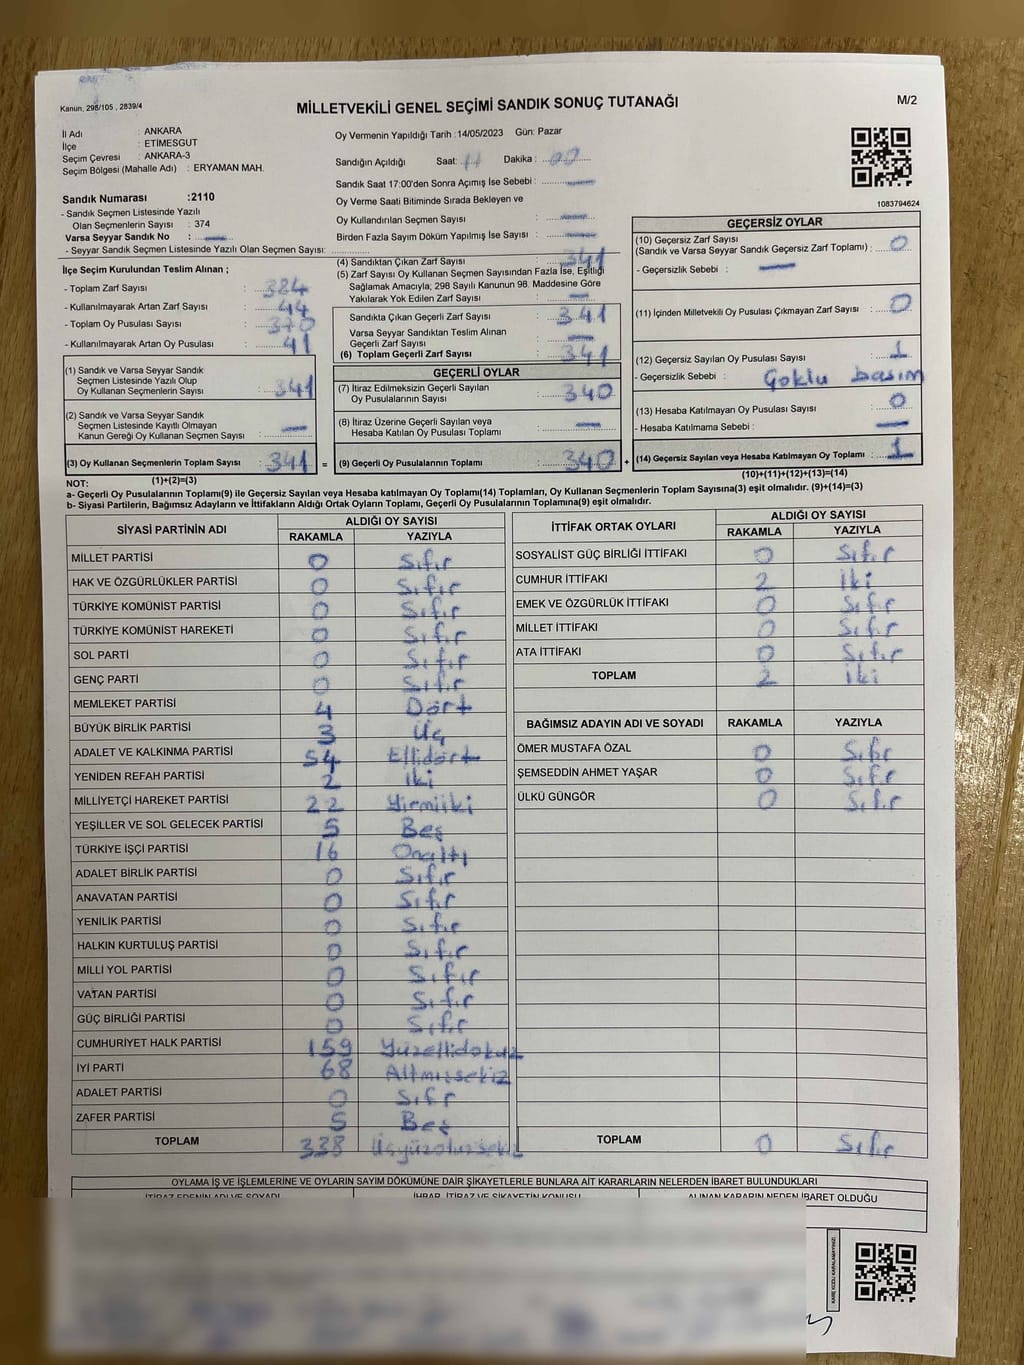 Kanun, 298/105 , 2839/4
MİLLETVEKİLİ GENEL SEÇİMİ SANDIK SONUÇ TUTANAĞI
M/2
İl Adı : ANKARA
İlçe : ETİMESGUT
Seçim Çevresi : ANKARA-3
Seçim Bölgesi (Mahalle Adı) : ERYAMAN MAH.
Oy Vermenin Yapıldığı Tarih :14/05/2023 Gün: Pazar
Sandığın Açıldığı Saat: Dakika :
Sandık Saat 17:00'den Sonra Açımış İse Sebebi : —
Oy Verme Saati Bitiminde Sırada Bekleyen ve
Oy Kullandırılan Seçmen Sayısı : —
Birden Fazla Sayım Döküm Yapılmış İse Sayısı : —
1083794624
Sandık Numarası :2110
- Sandık Seçmen Listesinde Yazılı
Olan Seçmenlerin Sayısı : 374
Varsa Seyyar Sandık No : —
- Seyyar Sandık Seçmen Listesinde Yazılı Olan Seçmen Sayısı:
İlçe Seçim Kurulundan Teslim Alınan ;
- Toplam Zarf Sayısı : 384
- Kullanılmayarak Artan Zarf Sayısı : 44
- Toplam Oy Pusulası Sayısı : 370
- Kullanılmayarak Artan Oy Pusulası : 41
(1) Sandık ve Varsa Seyyar Sandık
Seçmen Listesinde Yazılı Olup
Oy Kullanan Seçmenlerin Sayısı : 341
(2) Sandık ve Varsa Seyyar Sandık
Seçmen Listesinde Kayıtlı Olmayan
Kanun Gereği Oy Kullanan Seçmen Sayısı : —
(3) Oy Kullanan Seçmenlerin Toplam Sayısı : 341
(1)+(2)=(3)
(4) Sandıktan Çıkan Zarf Sayısı : 341
(5) Zarf Sayısı Oy Kullanan Seçmen Sayısından Fazla İse, Eşitliği
Sağlamak Amacıyla; 298 Sayılı Kanunun 98. Maddesine Göre
Yakılarak Yok Edilen Zarf Sayısı : —
Sandıkta Çıkan Geçerli Zarf Sayısı : 341
Varsa Seyyar Sandıktan Teslim Alınan
Geçerli Zarf Sayısı : —
(6) Toplam Geçerli Zarf Sayısı : 341
GEÇERLİ OYLAR
(7) İtiraz Edilmeksizin Geçerli Sayılan
Oy Pusulalarının Sayısı : 340
(8) İtiraz Üzerine Geçerli Sayılan veya
Hesaba Katılan Oy Pusulası Toplamı : —
= (9) Geçerli Oy Pusulalarının Toplamı : 340 +
GEÇERSİZ OYLAR
(10) Geçersiz Zarf Sayısı
(Sandık ve Varsa Seyyar Sandık Geçersiz Zarf Toplamı) : 0
- Geçersizlik Sebebi : —
(11) İçinden Milletvekili Oy Pusulası Çıkmayan Zarf Sayısı : 0
(12) Geçersiz Sayılan Oy Pusulası Sayısı : 1
- Geçersizlik Sebebi : Çoklu basım
(13) Hesaba Katılmayan Oy Pusulası Sayısı : 0
- Hesaba Katılmama Sebebi : —
(14) Geçersiz Sayılan veya Hesaba Katılmayan Oy Toplamı : 1
(10)+(11)+(12)+(13)=(14)
NOT:
a- Geçerli Oy Pusulalarının Toplamı(9) ile Geçersiz Sayılan veya Hesaba katılmayan Oy Toplamı(14) Toplamları, Oy Kullanan Seçmenlerin Toplam Sayısına(3) eşit olmalıdır. (9)+(14)=(3)
b- Siyasi Partilerin, Bağımsız Adayların ve İttifakların Aldığı Ortak Oyların Toplamı, Geçerli Oy Pusulalarının Toplamına(9) eşit olmalıdır.
SİYASİ PARTİNİN ADI ALDIĞI OY SAYISI
RAKAMLA YAZIYLA
MİLLET PARTİSİ 0 Sıfır
HAK VE ÖZGÜRLÜKLER PARTİSİ 0 Sıfır
TÜRKİYE KOMÜNİST PARTİSİ 0 Sıfır
TÜRKİYE KOMÜNİST HAREKETİ 0 Sıfır
SOL PARTİ 0 Sıfır
GENÇ PARTİ 0 Sıfır
MEMLEKET PARTİSİ 4 Dört
BÜYÜK BİRLİK PARTİSİ 3 Üç
ADALET VE KALKINMA PARTİSİ 54 Ellidört
YENİDEN REFAH PARTİSİ 2 İki
MİLLİYETÇİ HAREKET PARTİSİ 22 Yirmiiki
YEŞİLLER VE SOL GELECEK PARTİSİ 5 Beş
TÜRKİYE İŞÇİ PARTİSİ 16 Onaltı
ADALET BİRLİK PARTİSİ 0 Sıfır
ANAVATAN PARTİSİ 0 Sıfır
YENİLİK PARTİSİ 0 Sıfır
HALKIN KURTULUŞ PARTİSİ 0 Sıfır
MİLLİ YOL PARTİSİ 0 Sıfır
VATAN PARTİSİ 0 Sıfır
GÜÇ BİRLİĞİ PARTİSİ 0 Sıfır
CUMHURİYET HALK PARTİSİ 159 Yüzellidokuz
İYİ PARTİ 68 Altmışsekiz
ADALET PARTİSİ 0 Sıfır
ZAFER PARTİSİ 5 Beş
TOPLAM 338 Üçyüzotuzsekiz
İTTİFAK ORTAK OYLARI ALDIĞI OY SAYISI
RAKAMLA YAZIYLA
SOSYALİST GÜÇ BİRLİĞİ İTTİFAKI 0 Sıfır
CUMHUR İTTİFAKI 2 İki
EMEK VE ÖZGÜRLÜK İTTİFAKI 0 Sıfır
MİLLET İTTİFAKI 0 Sıfır
ATA İTTİFAKI 0 Sıfır
TOPLAM 2 İki
BAĞIMSIZ ADAYIN ADI VE SOYADI RAKAMLA YAZIYLA
ÖMER MUSTAFA ÖZAL 0 Sıfır
ŞEMSEDDİN AHMET YAŞAR 0 Sıfır
ÜLKÜ GÜNGÖR 0 Sıfır
TOPLAM 0 Sıfır
OYLAMA İŞ VE İŞLEMLERİNE VE OYLARIN SAYIM DÖKÜMÜNE DAİR ŞİKAYETLERLE BUNLARA AİT KARARLARIN NELERDEN İBARET BULUNDUKLARI
İTİRAZ EDENİN ADI VE SOYADI İHBAR, İTİRAZ VE ŞİKAYETİN KONUSU ALINAN KARARIN NEDEN İBARET OLDUĞU